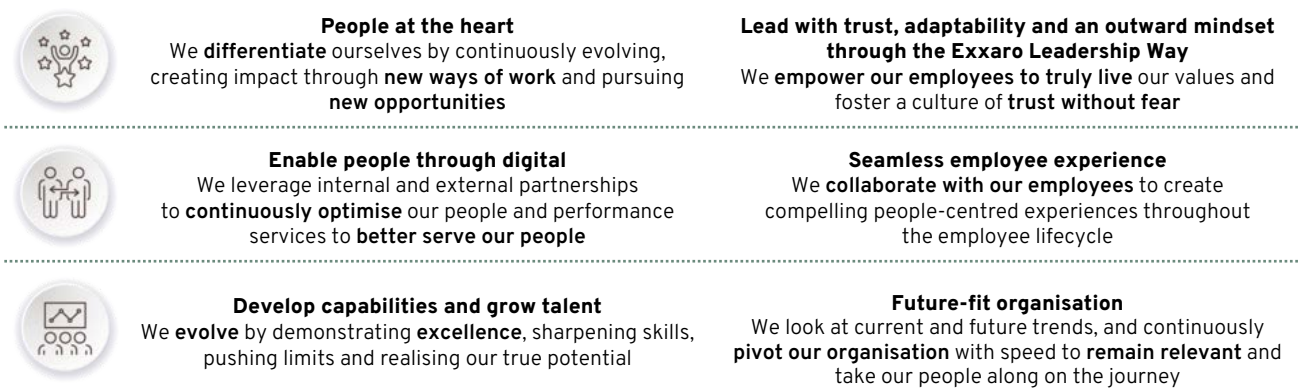 People at the heart
We differentiate ourselves by continuously evolving,
creating impact through new ways of work and pursuing
new opportunities
Lead with trust, adaptability and an outward mindset
through the Exxaro Leadership Way
We empower our employees to truly live our values and
foster a culture of trust without fear
Enable people through digital
We leverage internal and external partnerships
to continuously optimise our people and performance
services to better serve our people
Seamless employee experience
We collaborate with our employees to create
compelling people-centred experiences throughout
the employee lifecycle
Develop capabilities and grow talent
We evolve by demonstrating excellence, sharpening skills,
pushing limits and realising our true potential
Future-fit organisation
We look at current and future trends, and continuously
pivot our organisation with speed to remain relevant and
take our people along on the journey